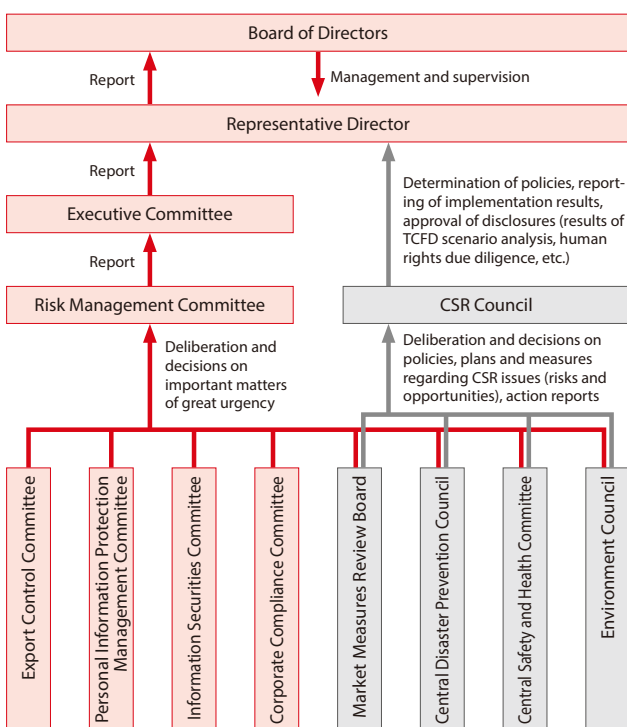 Board of Directors
Report
Management and supervision
Representative Director
Report
Determination of policies, report-
ing of implementation results,
approval of disclosures (results of
TCFD scenario analysis, human
rights due diligence, etc.)
Executive Committee
Report
Risk Management Committee
CSR Council
Deliberation and
decisions on
important matters
of great urgency
Deliberation and decisions on
policies, plans and measures
regarding CSR issues (risks and
opportunities), action reports
Export Control Committee
Personal Information Protection
Management Committee
Information Securities Committee
Corporate Compliance Committee
Market Measures Review Board
Central Disaster Prevention Council
Central Safety and Health Committee
Environment Council